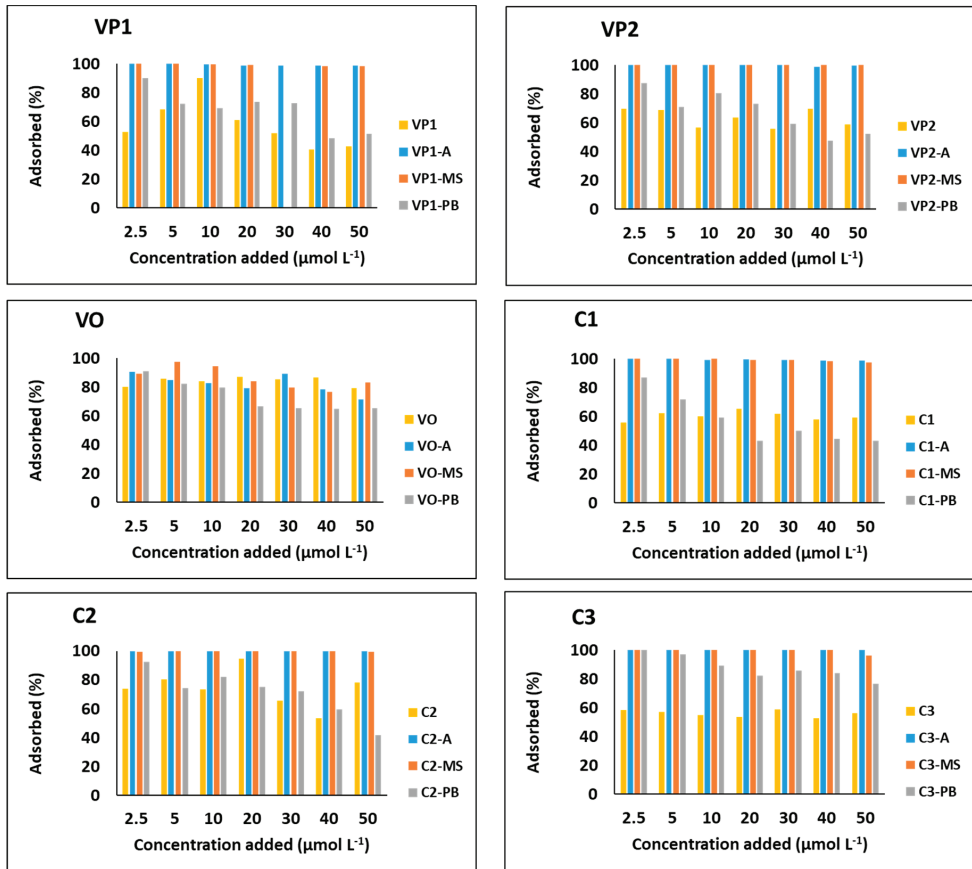 VP1
Adsorbed (%)
100
80
60
40
20
0
2.5 5 10 20 30 40 50
Concentration added (µmol L⁻¹)
VP1
VP1-A
VP1-MS
VP1-PB
VP2
Adsorbed (%)
100
80
60
40
20
0
2.5 5 10 20 30 40 50
Concentration added (µmol L⁻¹)
VP2
VP2-A
VP2-MS
VP2-PB
VO
Adsorbed (%)
100
80
60
40
20
0
2.5 5 10 20 30 40 50
Concentration added (µmol L⁻¹)
VO
VO-A
VO-MS
VO-PB
C1
Adsorbed (%)
100
80
60
40
20
0
2.5 5 10 20 30 40 50
Concentration added (µmol L⁻¹)
C1
C1-A
C1-MS
C1-PB
C2
Adsorbed (%)
100
80
60
40
20
0
2.5 5 10 20 30 40 50
Concentration added (µmol L⁻¹)
C2
C2-A
C2-MS
C2-PB
C3
Adsorbed (%)
100
80
60
40
20
0
2.5 5 10 20 30 40 50
Concentration added (µmol L⁻¹)
C3
C3-A
C3-MS
C3-PB